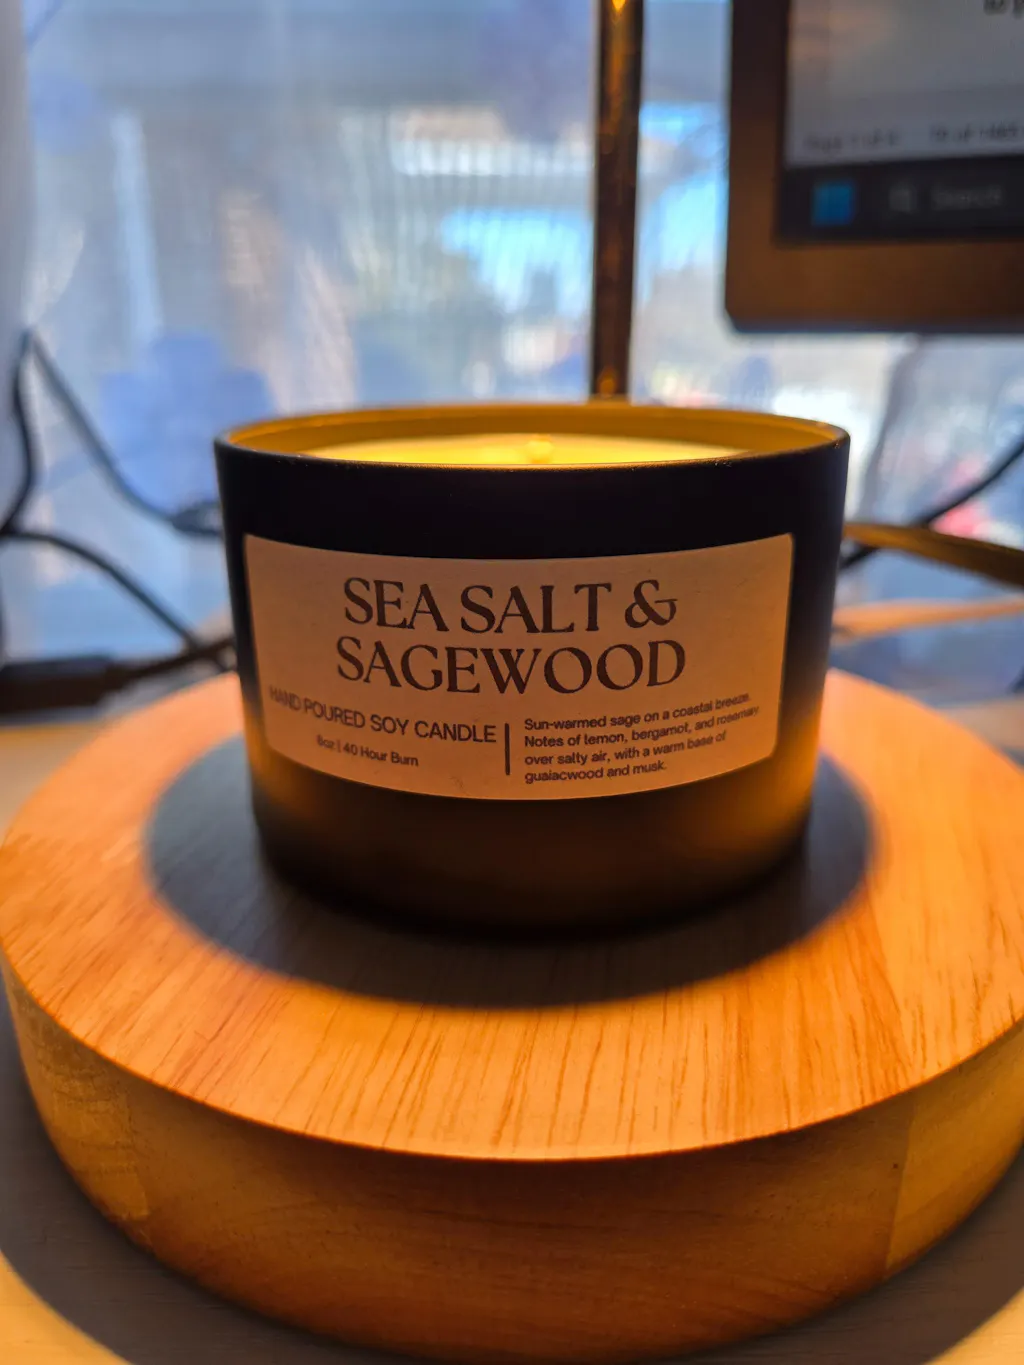 SEA SALT &
SAGEWOOD
HAND POURED SOY CANDLE
8oz | 40 Hour Burn
Sun-warmed sage on a coastal breeze.
Notes of lemon, bergamot, and rosemary
over salty air, with a warm base of
guaiacwood and musk.
Search